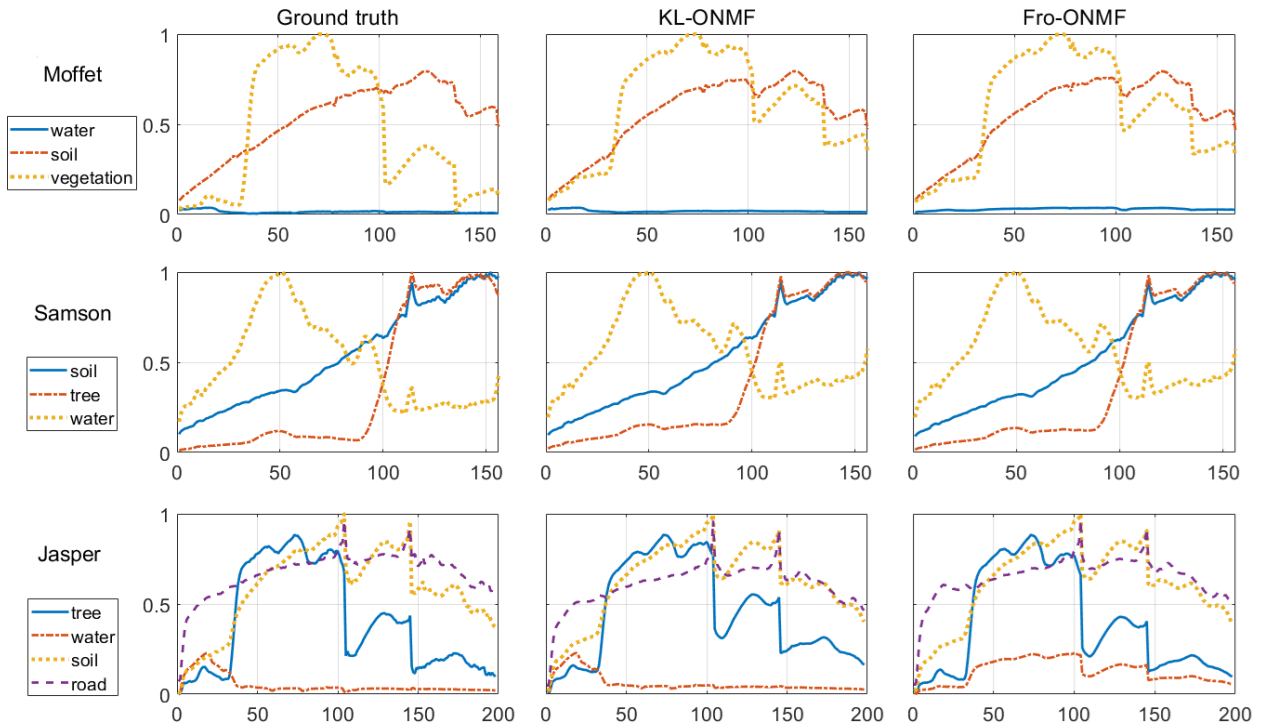 Ground truth
KL-ONMF
Fro-ONMF
Moffet
water
soil
vegetation
1
0.5
0
0 50 100 150
0 50 100 150
0 50 100 150
Samson
soil
tree
water
1
0.5
0
0 50 100 150
0 50 100 150
0 50 100 150
Jasper
tree
water
soil
road
1
0.5
0
0 50 100 150 200
0 50 100 150 200
0 50 100 150 200